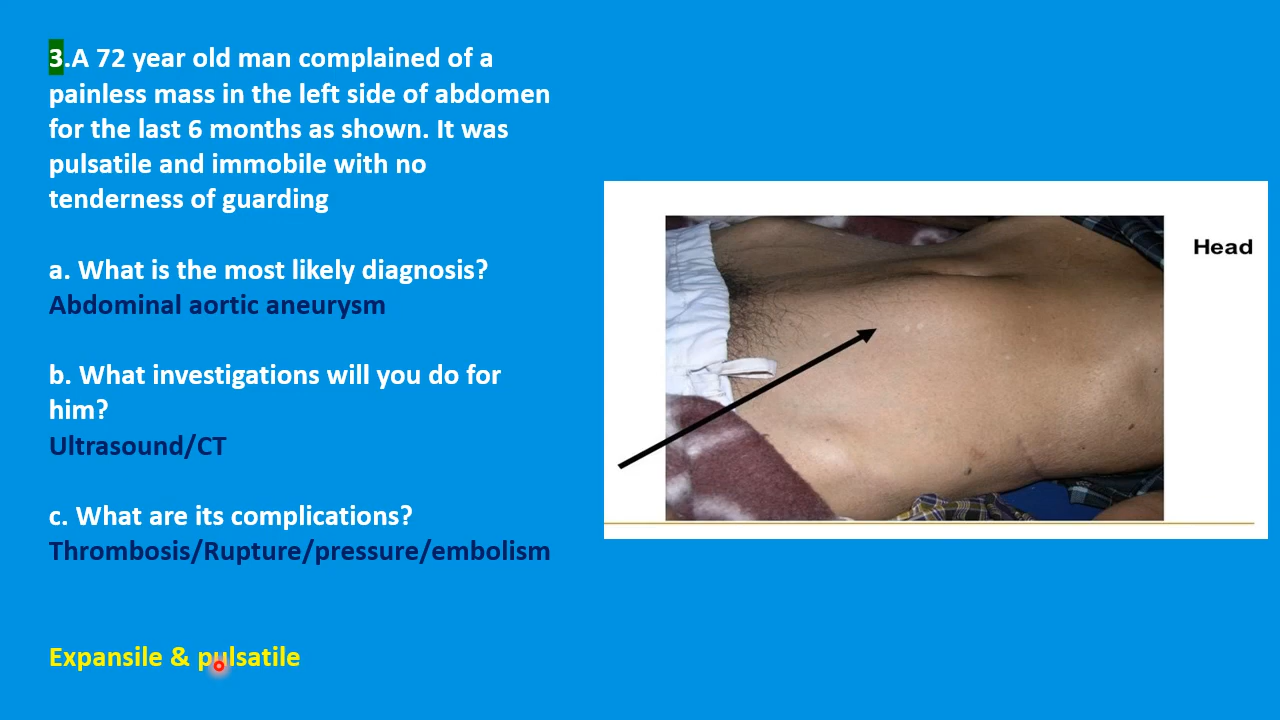 3.A 72 year old man complained of a
painless mass in the left side of abdomen
for the last 6 months as shown. It was
pulsatile and immobile with no
tenderness of guarding
a. What is the most likely diagnosis?
Abdominal aortic aneurysm
b. What investigations will you do for
him?
Ultrasound/CT
c. What are its complications?
Thrombosis/Rupture/pressure/embolism
Expansile & pulsatile
Head